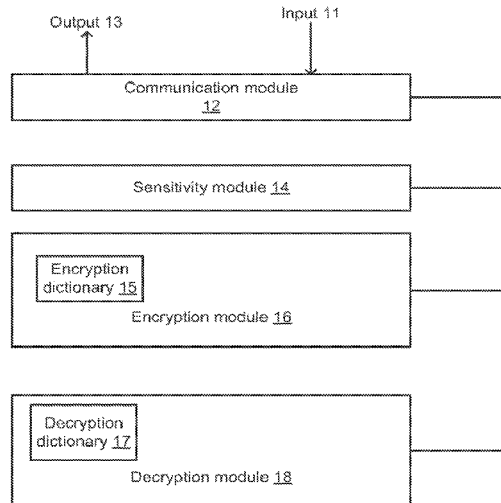 Output 13
Input 11
Communication module
12
Sensitivity module 14
Encryption
dictionary 15
Encryption module 16
Decryption
dictionary 17
Decryption module 18